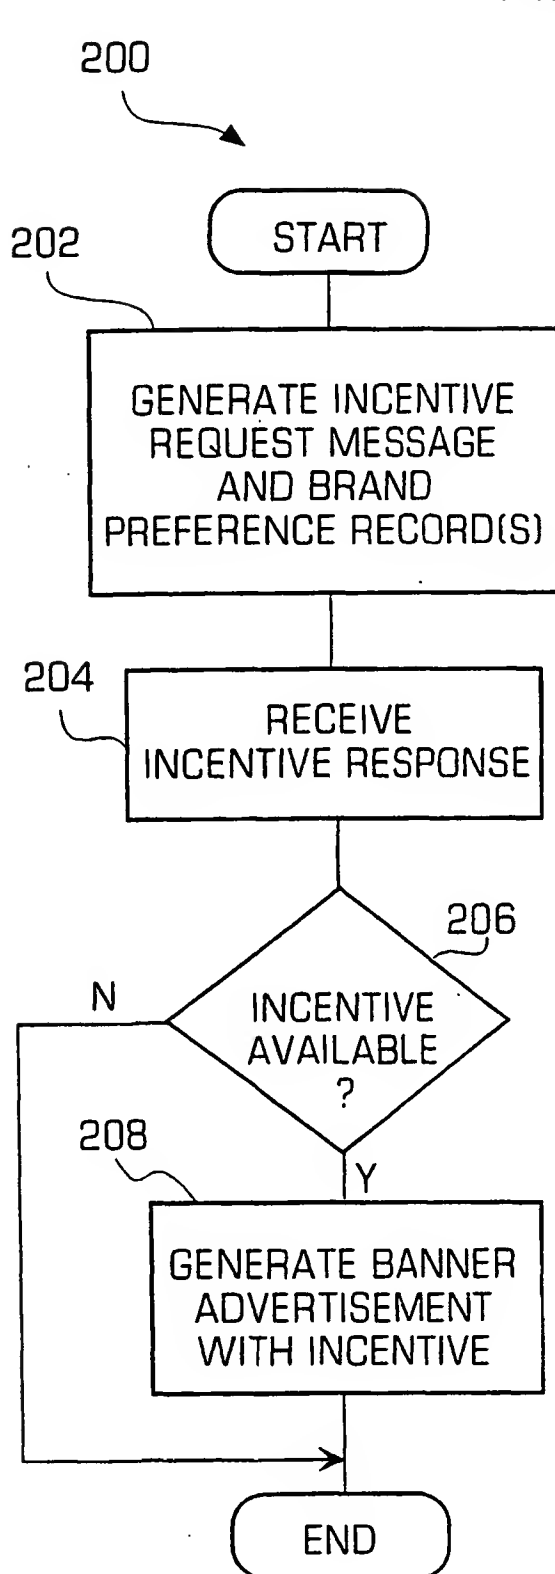 200
START
202
GENERATE INCENTIVE
REQUEST MESSAGE
AND BRAND
PREFERENCE RECORD(S)
204
RECEIVE
INCENTIVE RESPONSE
206
N
INCENTIVE
AVAILABLE
?
208
Y
GENERATE BANNER
ADVERTISEMENT
WITH INCENTIVE
END